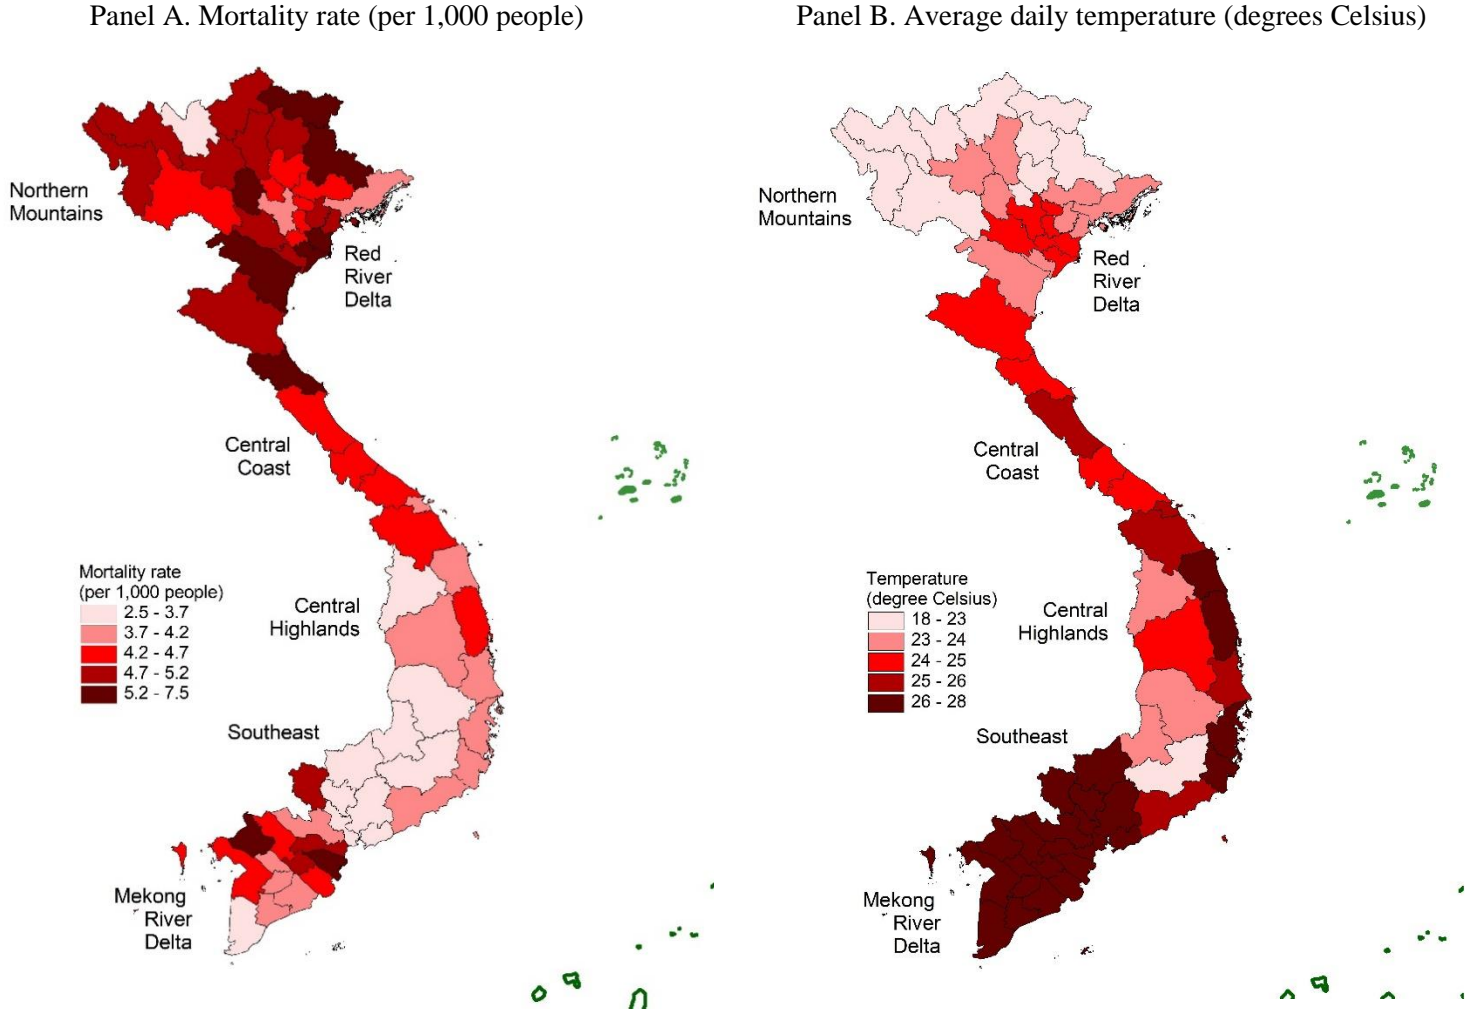 Panel A. Mortality rate (per 1,000 people)
Northern
Mountains
Red
River
Delta
Central
Coast
Mortality rate
(per 1,000 people)
2.5 - 3.7
3.7 - 4.2
4.2 - 4.7
4.7 - 5.2
5.2 - 7.5
Central
Highlands
Southeast
Mekong
River
Delta
Panel B. Average daily temperature (degrees Celsius)
Northern
Mountains
Red
River
Delta
Central
Coast
Temperature
(degree Celsius)
18 - 23
23 - 24
24 - 25
25 - 26
26 - 28
Central
Highlands
Southeast
Mekong
River
Delta